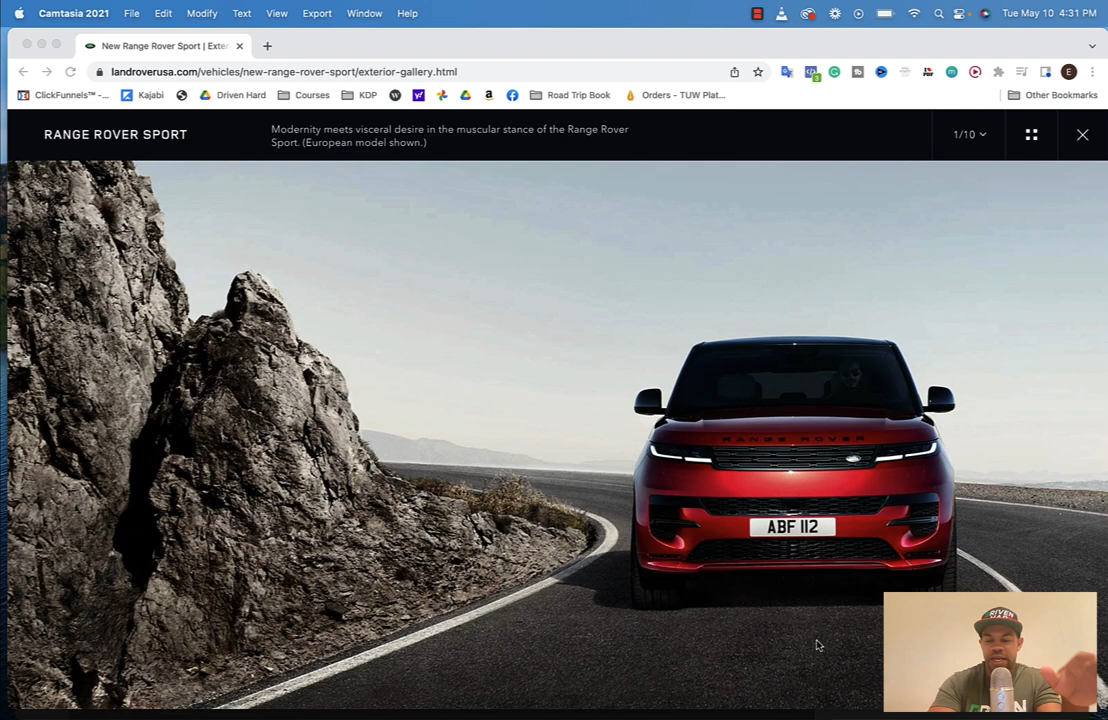 Camtasia 2021 File Edit Modify Text View Export Window Help Tue May 10 4:31 PM
New Range Rover Sport | Exter
landroverusa.com/vehicles/new-range-rover-sport/exterior-gallery.html
3 E
ClickFunnels™ -... Kajabi Driven Hard Courses KDP Road Trip Book Orders - TUW Plat... Other Bookmarks
RANGE ROVER SPORT
Modernity meets visceral desire in the muscular stance of the Range Rover
Sport. (European model shown.)
1/10
RANGE ROVER
ABF 112